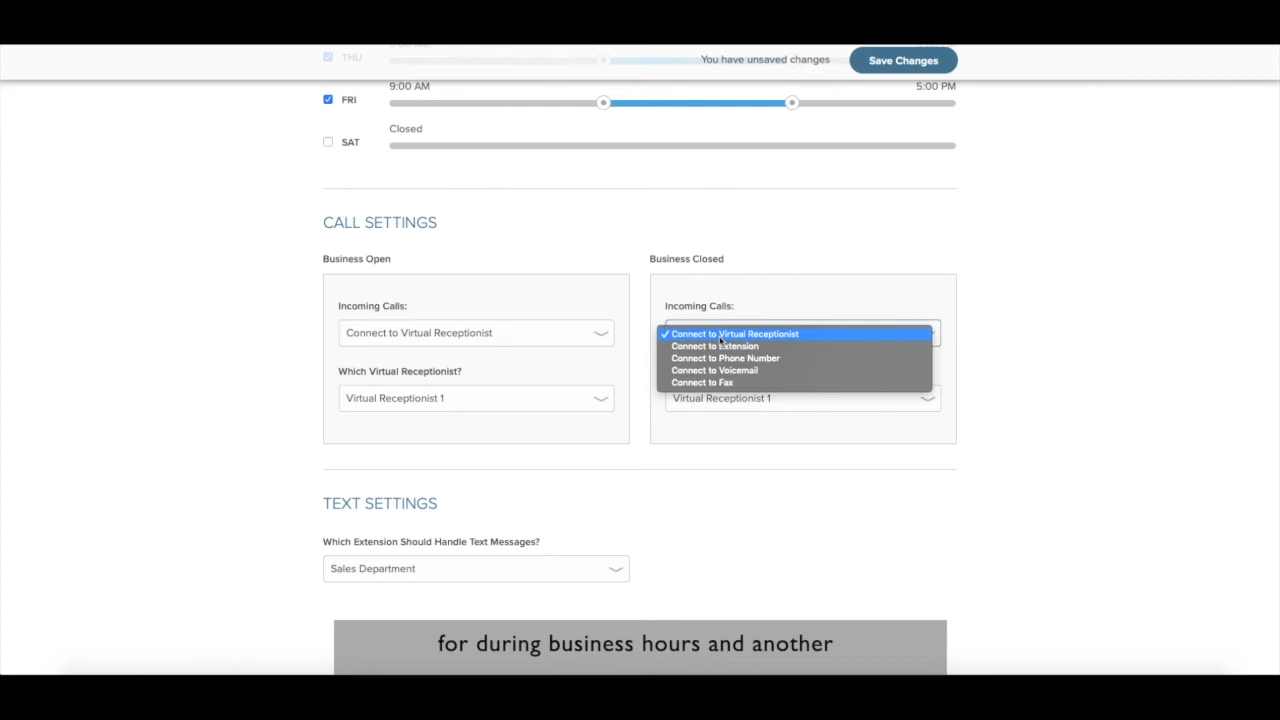 THU
You have unsaved changes
Save Changes
9:00 AM
5:00 PM
FRI
Closed
SAT
CALL SETTINGS
Business Open
Business Closed
Incoming Calls:
Incoming Calls:
Connect to Virtual Receptionist
Connect to Virtual Receptionist
Connect to Extension
Connect to Phone Number
Connect to Voicemail
Connect to Fax
Which Virtual Receptionist?
Virtual Receptionist 1
Virtual Receptionist 1
TEXT SETTINGS
Which Extension Should Handle Text Messages?
Sales Department
for during business hours and another